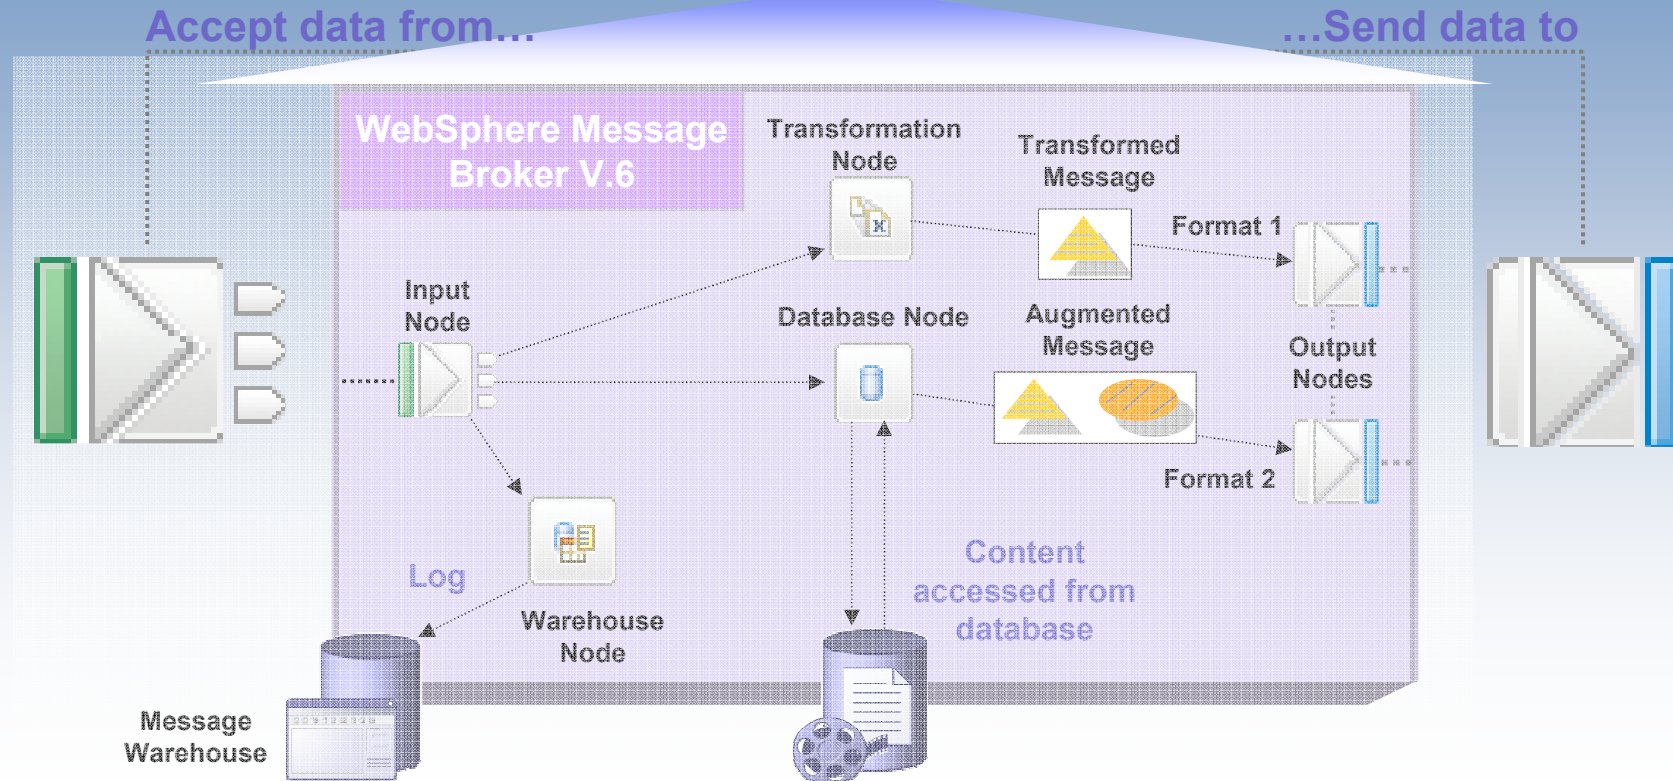 Accept data from...
...Send data to
WebSphere Message
Broker V.6
Transformation
Node
Transformed
Message
Format 1
Input
Node
Database Node
Augmented
Message
Output
Nodes
Format 2
Log
Warehouse
Node
Content
accessed from
database
Message
Warehouse